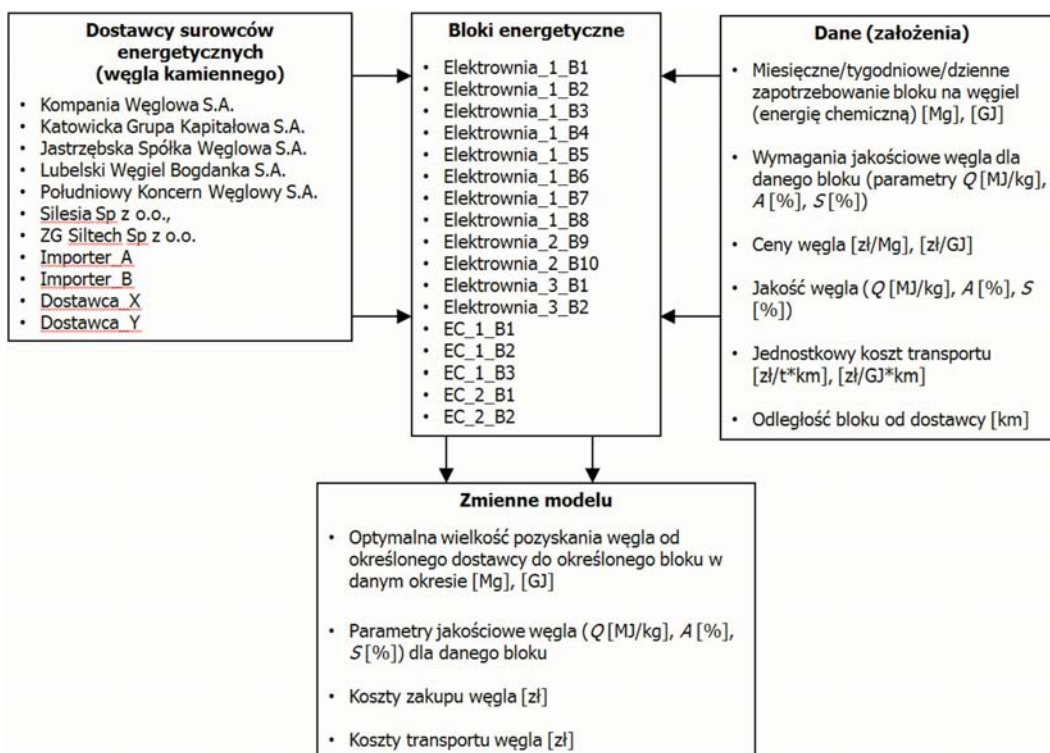 Dostawcy surowców
energetycznych
(węgla kamiennego)
• Kompania Węglowa S.A.
• Katowicka Grupa Kapitałowa S.A.
• Jastrzębska Spółka Węglowa S.A.
• Lubelski Węgiel Bogdanka S.A.
• Południowy Koncern Węglowy S.A.
• Silesia Sp z o.o.,
• ZG Siltech Sp z o.o.
• Importer_A
• Importer_B
• Dostawca_X
• Dostawca_Y
Bloki energetyczne
• Elektrownia_1_B1
• Elektrownia_1_B2
• Elektrownia_1_B3
• Elektrownia_1_B4
• Elektrownia_1_B5
• Elektrownia_1_B6
• Elektrownia_1_B7
• Elektrownia_1_B8
• Elektrownia_2_B9
• Elektrownia_2_B10
• Elektrownia_3_B1
• Elektrownia_3_B2
• EC_1_B1
• EC_1_B2
• EC_1_B3
• EC_2_B1
• EC_2_B2
Dane (założenia)
• Miesięczne/tygodniowe/dzienne
zapotrzebowanie bloku na węgiel
(energię chemiczną) [Mg], [GJ]
• Wymagania jakościowe węgla dla
danego bloku (parametry Q [MJ/kg],
A [%], S [%])
• Ceny węgla [zł/Mg], [zł/GJ]
• Jakość węgla (Q [MJ/kg], A [%], S
[%])
• Jednostkowy koszt transportu
[zł/t*km], [zł/GJ*km]
• Odległość bloku od dostawcy [km]
Zmienne modelu
• Optymalna wielkość pozyskania węgla od
określonego dostawcy do określonego bloku w
danym okresie [Mg], [GJ]
• Parametry jakościowe węgla (Q [MJ/kg], A [%],
S [%]) dla danego bloku
• Koszty zakupu węgla [zł]
• Koszty transportu węgla [zł]